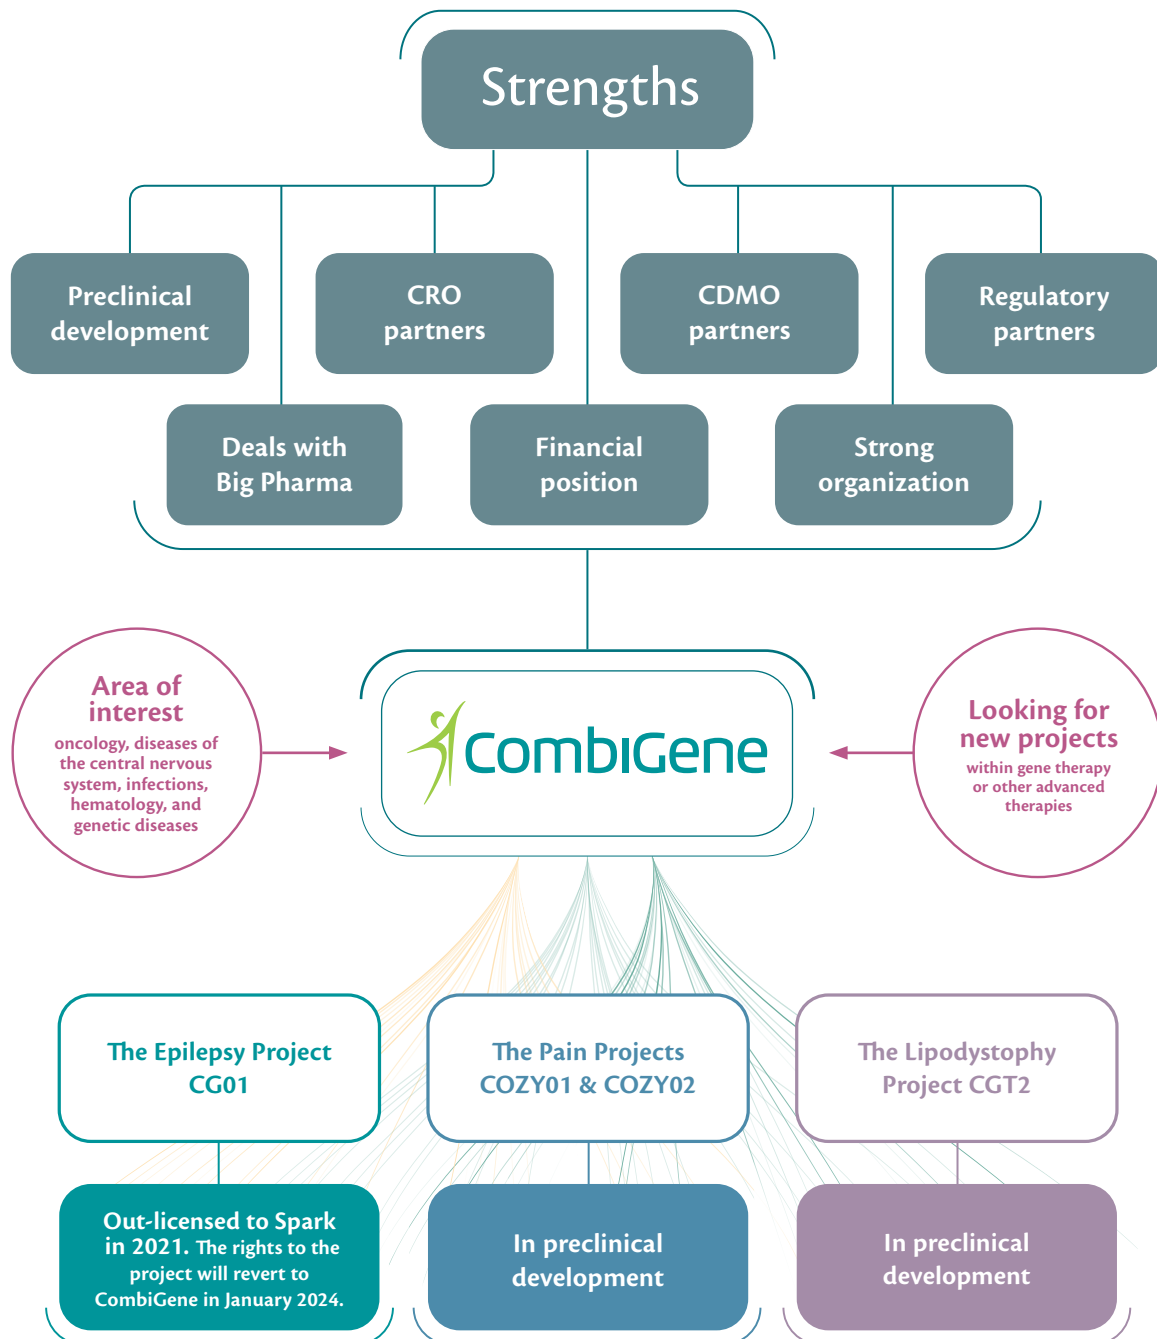 Strengths
Preclinical
development
CRO
partners
CDMO
partners
Regulatory
partners
Deals with
Big Pharma
Financial
position
Strong
organization
Area of
interest
oncology, diseases of
the central nervous
system, infections,
hematology, and
genetic diseases
CombiGene
Looking for
new projects
within gene therapy
or other advanced
therapies
The Epilepsy Project
CG01
The Pain Projects
COZY01 & COZY02
The Lipodystophy
Project CGT2
Out-licensed to Spark
in 2021. The rights to the
project will revert to
CombiGene in January 2024.
In preclinical
development
In preclinical
development